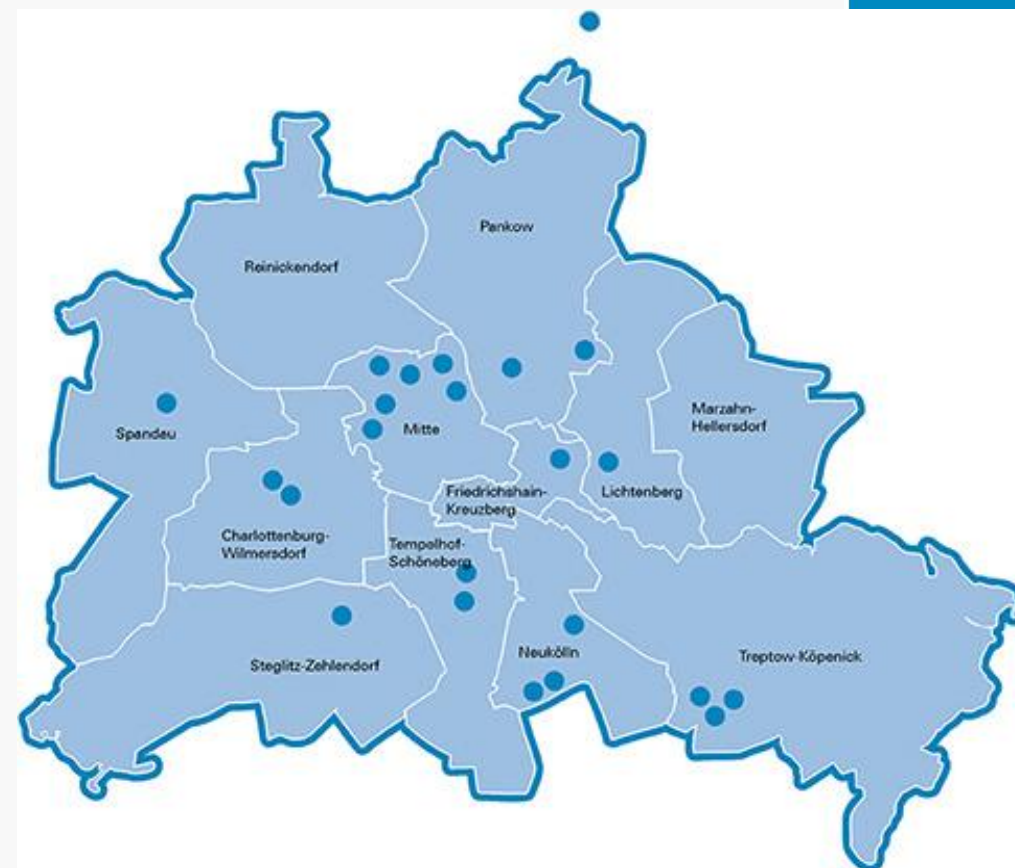 Pankow
Reinickendorf
Marzahn-
Hellersdorf
Spandau
Mitte
Friedrichshain-
Kreuzberg
Lichtenberg
Charlottenburg-
Wilmersdorf
Tempelhof-
Schöneberg
Neukölln
Treptow-Köpenick
Steglitz-Zehlendorf